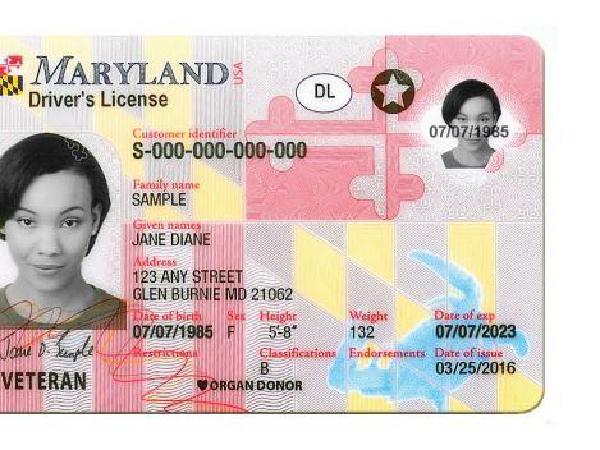 MARYLAND USA
Driver's License
DL
Customer identifier
S-000-000-000-000
07/07/1985
Family name
SAMPLE
Given names
JANE DIANE
Address
123 ANY STREET
GLEN BURNIE MD 21062
Date of birth Sex Height Weight Date of exp
07/07/1985 F 5'-8" 132 07/07/2023
Restrictions Classifications Endorsements Date of issue
B 03/25/2016
Jane D. Sample
VETERAN
ORGAN DONOR